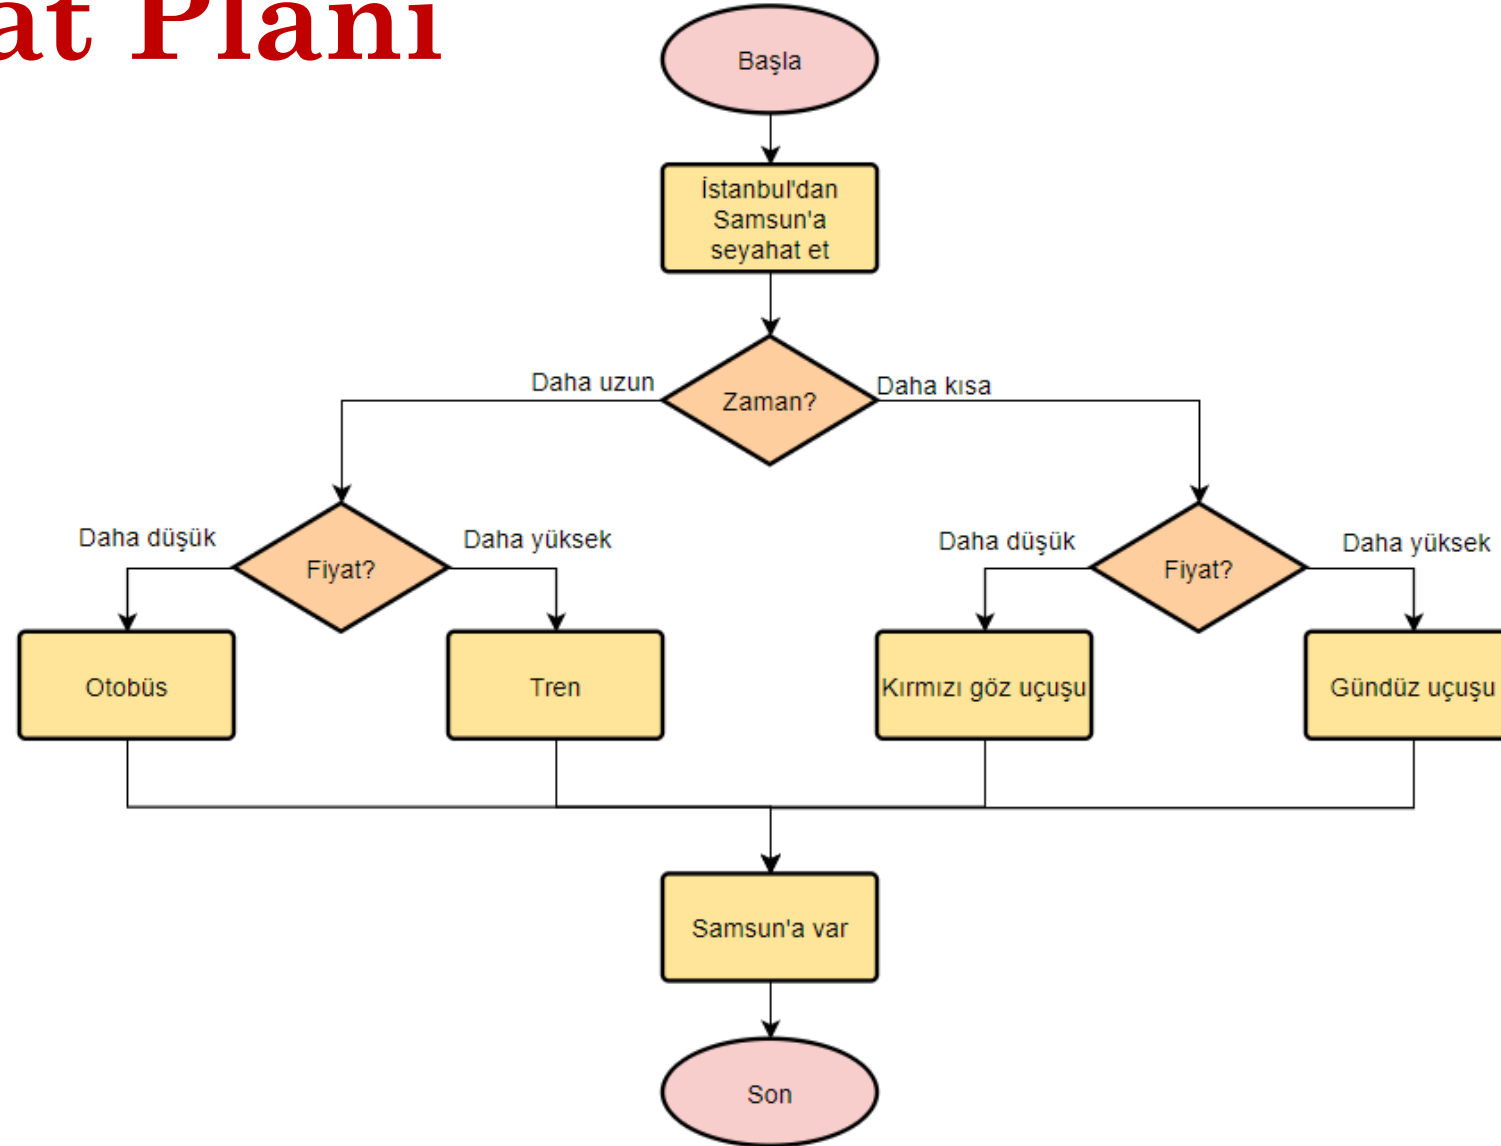 Planı
Başla
İstanbul'dan
Samsun'a
seyahat et
Zaman?
Daha uzun
Daha kısa
Fiyat?
Daha düşük
Daha yüksek
Fiyat?
Daha düşük
Daha yüksek
Otobüs
Tren
Kırmızı göz uçuşu
Gündüz uçuşu
Samsun'a var
Son